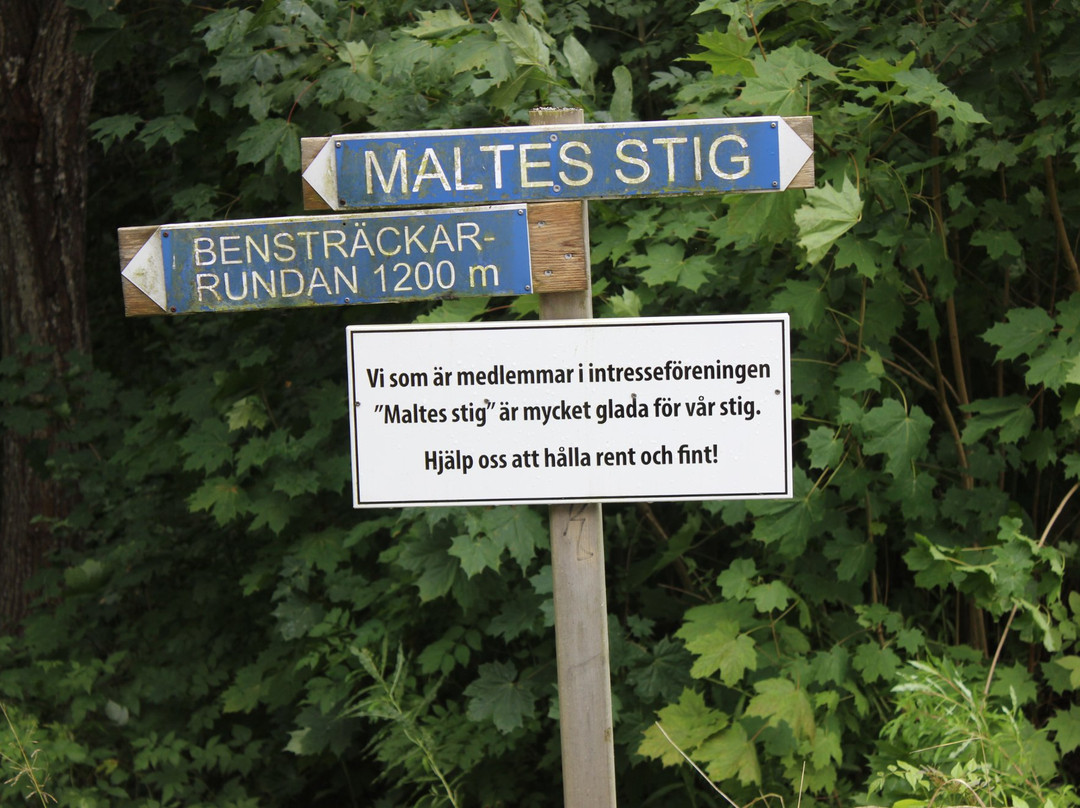 MALTES STIG
BENSTRÄCKAR-
RUNDAN 1200 m
Vi som är medlemmar i intresseföreningen
”Maltes stig” är mycket glada för vår stig.
Hjälp oss att hålla rent och fint!